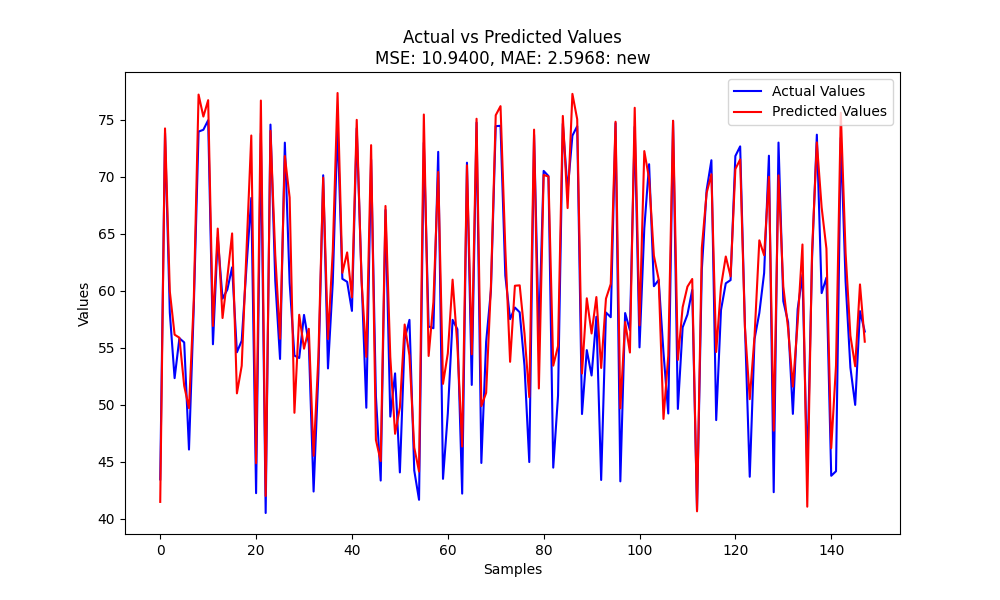 Actual vs Predicted Values
MSE: 10.9400, MAE: 2.5968: new
Actual Values
Predicted Values
Values
75
70
65
60
55
50
45
40
0 20 40 60 80 100 120 140
Samples